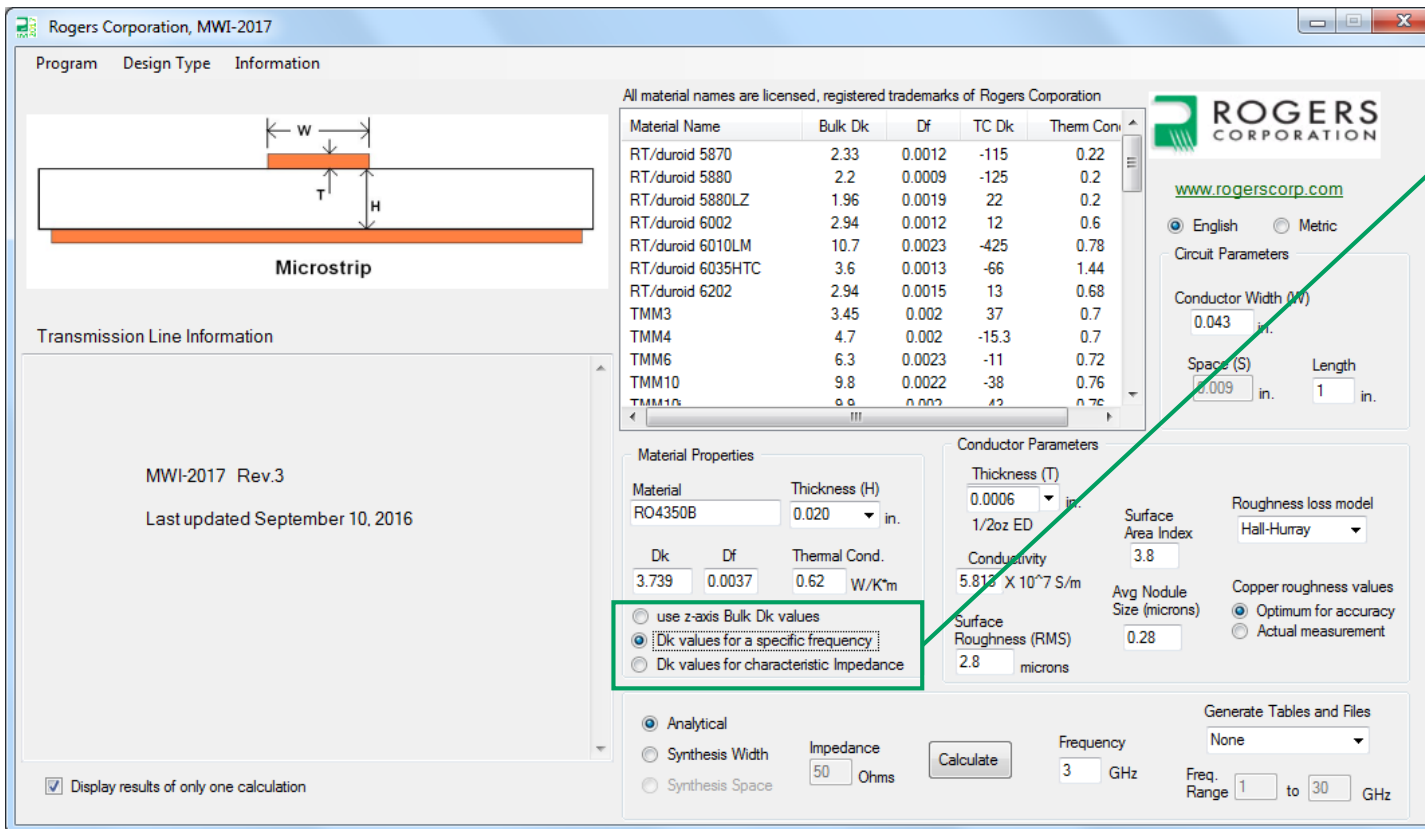 Rogers Corporation, MWI-2017
Program Design Type Information
W
T
H
Microstrip
All material names are licensed, registered trademarks of Rogers Corporation
Material Name Bulk Dk Df TC Dk Therm Con
RT/duroid 5870 2.33 0.0012 -115 0.22
RT/duroid 5880 2.2 0.0009 -125 0.2
RT/duroid 5880LZ 1.96 0.0019 22 0.2
RT/duroid 6002 2.94 0.0012 12 0.6
RT/duroid 6010LM 10.7 0.0023 -425 0.78
RT/duroid 6035HTC 3.6 0.0013 -66 1.44
RT/duroid 6202 2.94 0.0015 13 0.68
TMM3 3.45 0.002 37 0.7
TMM4 4.7 0.002 -15.3 0.7
TMM6 6.3 0.0023 -11 0.72
TMM10 9.8 0.0022 -38 0.76
TMM10i 9.9 0.002 -43 0.76
ROGERS
CORPORATION
www.rogerscorp.com
English Metric
Circuit Parameters
Conductor Width (W)
0.043 in.
Space (S) Length
0.009 in. 1 in.
Transmission Line Information
MWI-2017 Rev.3
Last updated September 10, 2016
Display results of only one calculation
Material Properties
Material Thickness (H)
RO4350B 0.020 in.
Dk Df Thermal Cond.
3.739 0.0037 0.62 W/K*m
use z-axis Bulk Dk values
Dk values for a specific frequency
Dk values for characteristic Impedance
Conductor Parameters
Thickness (T)
0.0006 in.
1/2oz ED
Conductivity
5.813 X 10^7 S/m
Surface
Roughness (RMS)
2.8 microns
Surface
Area Index
3.8
Avg Nodule
Size (microns)
0.28
Roughness loss model
Hall-Hurray
Copper roughness values
Optimum for accuracy
Actual measurement
Analytical
Synthesis Width
Synthesis Space
Impedance
50 Ohms
Calculate
Frequency
3 GHz
Generate Tables and Files
None
Freq.
Range 1 to 30 GHz